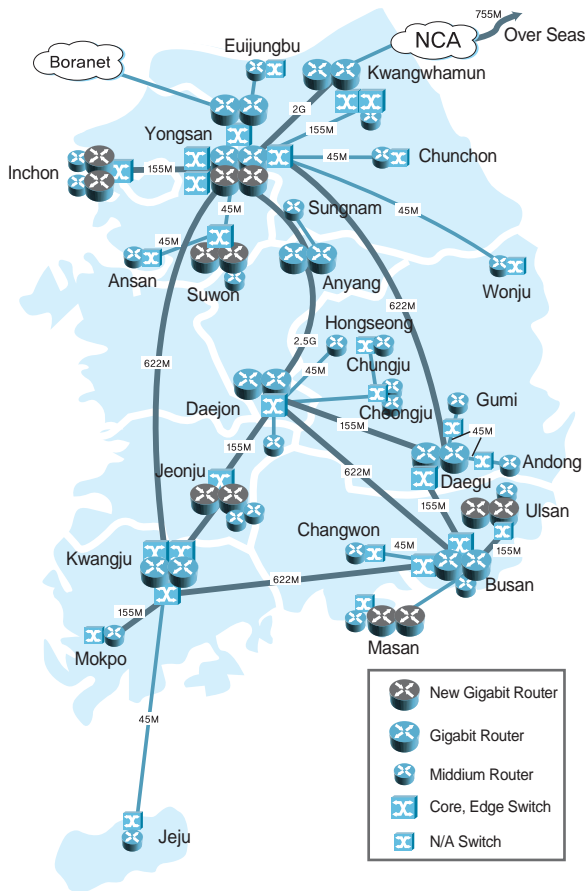 755M
Over Seas
NCA
Euijungbu
Boranet
Kwangwhamun
2G
155M
Yongsan
Inchon
155M
45M
Chunchon
45M
Sungnam
45M
45M
Ansan
Suwon
Anyang
Wonju
622M
622M
2.5G
Hongseong
45M
Chungju
Daejon
Cheongju
Gumi
155M
45M
Andong
155M
622M
Daegu
Jeonju
155M
Ulsan
Changwon
45M
155M
Kwangju
Busan
622M
155M
Masan
Mokpo
45M
Jeju
New Gigabit Router
Gigabit Router
Middium Router
Core, Edge Switch
N/A Switch